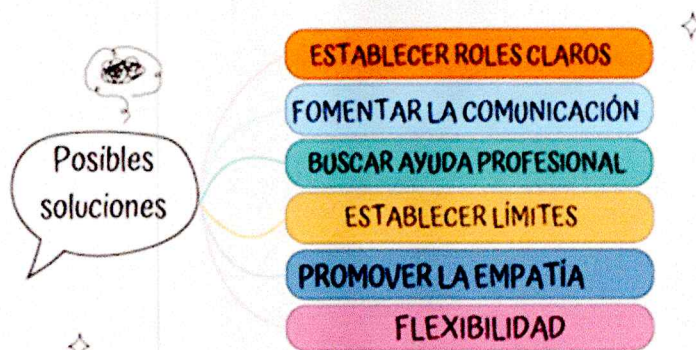 Posibles
soluciones
ESTABLECER ROLES CLAROS
FOMENTAR LA COMUNICACIÓN
BUSCAR AYUDA PROFESIONAL
ESTABLECER LÍMITES
PROMOVER LA EMPATÍA
FLEXIBILIDAD